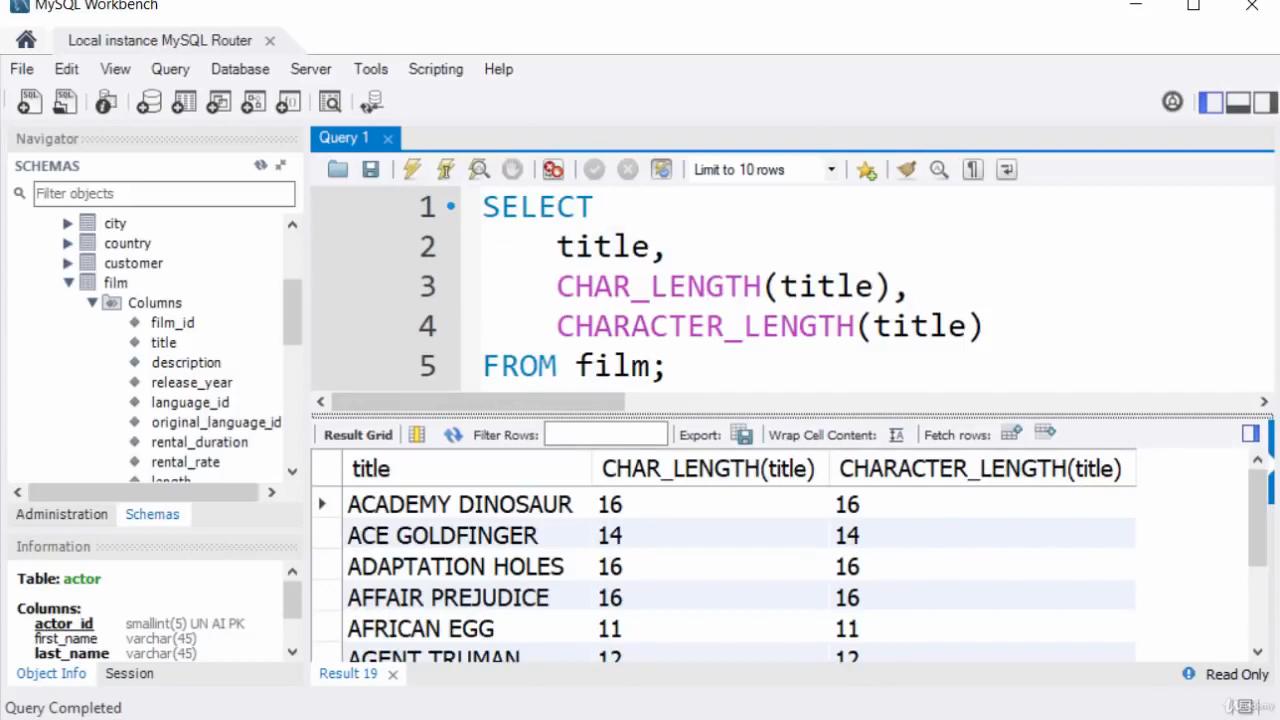 MySQL Workbench
Local instance MySQL Router
File Edit View Query Database Server Tools Scripting Help
Navigator
SCHEMAS
Filter objects
city
country
customer
film
Columns
film_id
title
description
release_year
language_id
original_language_id
rental_duration
rental_rate
length
Administration Schemas
Information
Table: actor
Columns:
actor_id smallint(5) UN AI PK
first_name varchar(45)
last_name varchar(45)
Object Info Session
Query 1
Limit to 10 rows
1 SELECT
2 title,
3 CHAR_LENGTH(title),
4 CHARACTER_LENGTH(title)
5 FROM film;
Result Grid Filter Rows: Export: Wrap Cell Content: Fetch rows:
title CHAR_LENGTH(title) CHARACTER_LENGTH(title)
ACADEMY DINOSAUR 16 16
ACE GOLDFINGER 14 14
ADAPTATION HOLES 16 16
AFFAIR PREJUDICE 16 16
AFRICAN EGG 11 11
AGENT TRUMAN 12 12
Result 19 Read Only
Query Completed